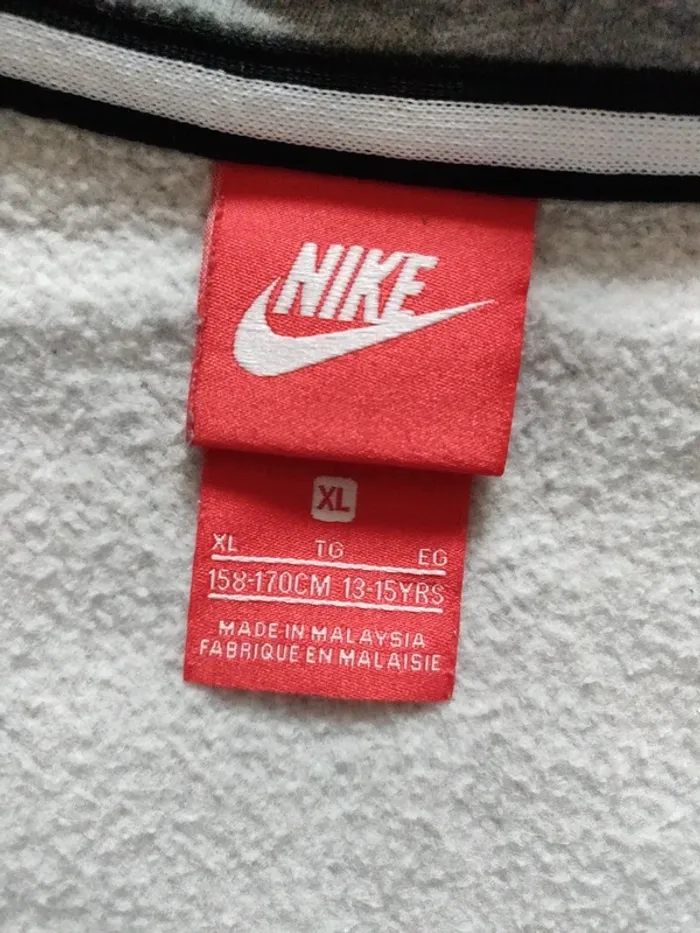 NIKE
XL
XL TG EG
158-170CM 13-15YRS
MADE IN MALAYSIA
FABRIQUE EN MALAISIE